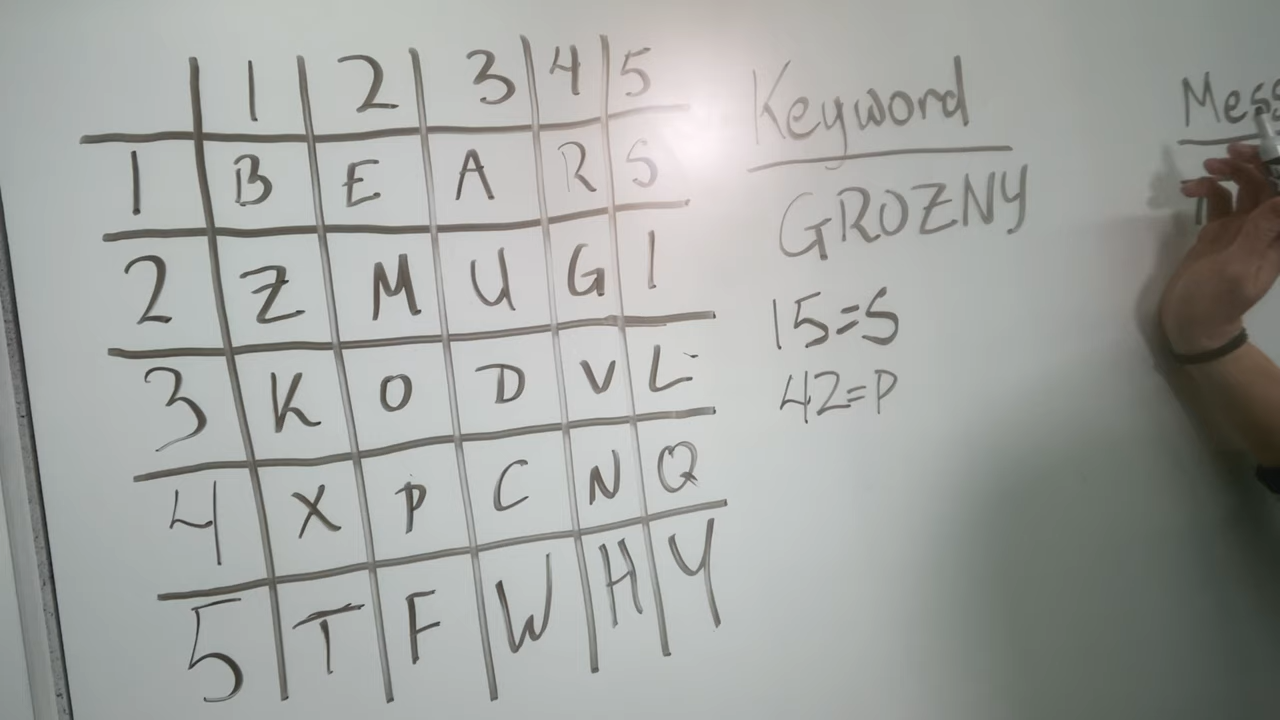 1 2 3 4 5
1 B E A R S
2 Z M U G I
3 K O D V L
4 X P C N Q
5 T F W H Y
Keyword
GROZNY
15=S
42=P